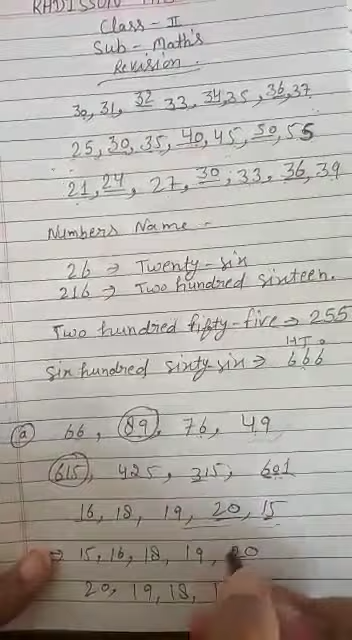 Class - II
Sub - Math's
Revision.
30, 31, 32 33, 34, 35, 36, 37
25, 30, 35, 40, 45, 50, 55
21, 24, 27, 30, 33, 36, 39
Numbers Name -
26 → Twenty-six
216 → Two hundred sixteen.
Two hundred fifty-five → 255
H T O
Six hundred sixty-six → 666
(a) 66, 89, 76, 49
615, 425, 315, 601
16, 18, 19, 20, 15
⇒ 15, 16, 18, 19, 20
20, 19, 18,